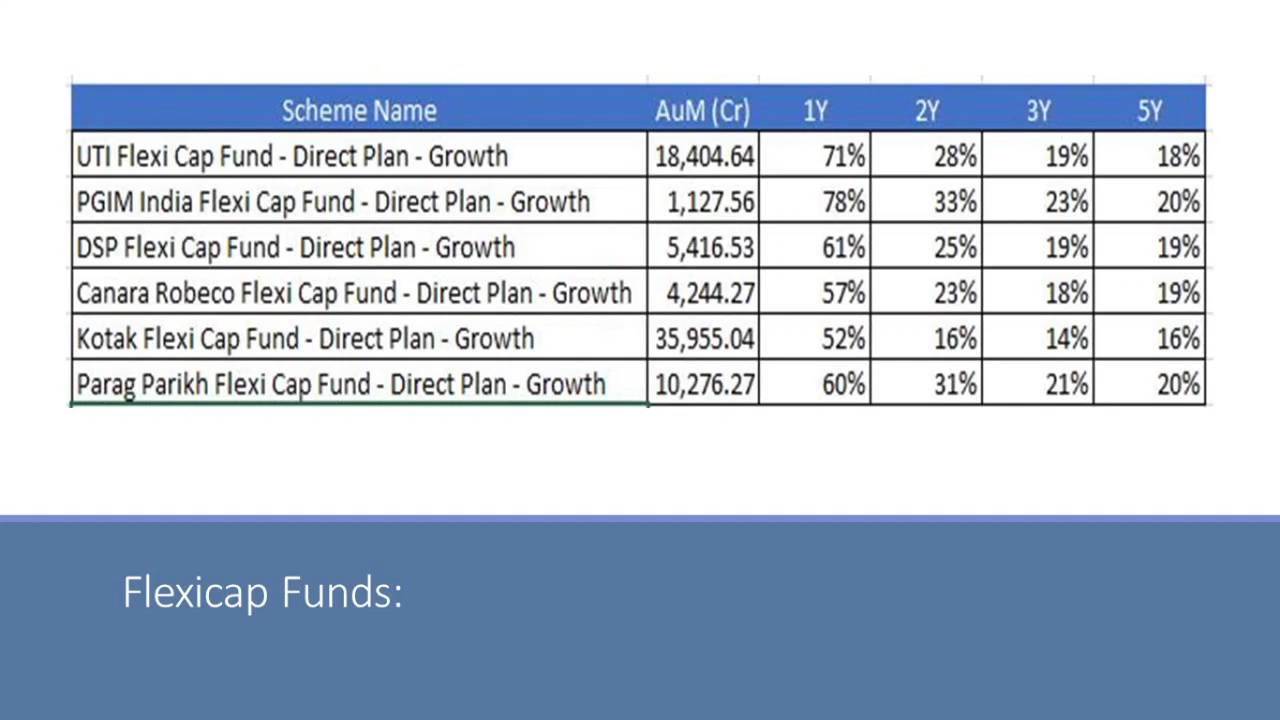 Scheme Name AuM (Cr) 1Y 2Y 3Y 5Y
UTI Flexi Cap Fund - Direct Plan - Growth 18,404.64 71% 28% 19% 18%
PGIM India Flexi Cap Fund - Direct Plan - Growth 1,127.56 78% 33% 23% 20%
DSP Flexi Cap Fund - Direct Plan - Growth 5,416.53 61% 25% 19% 19%
Canara Robeco Flexi Cap Fund - Direct Plan - Growth 4,244.27 57% 23% 18% 19%
Kotak Flexi Cap Fund - Direct Plan - Growth 35,955.04 52% 16% 14% 16%
Parag Parikh Flexi Cap Fund - Direct Plan - Growth 10,276.27 60% 31% 21% 20%
Flexicap Funds: